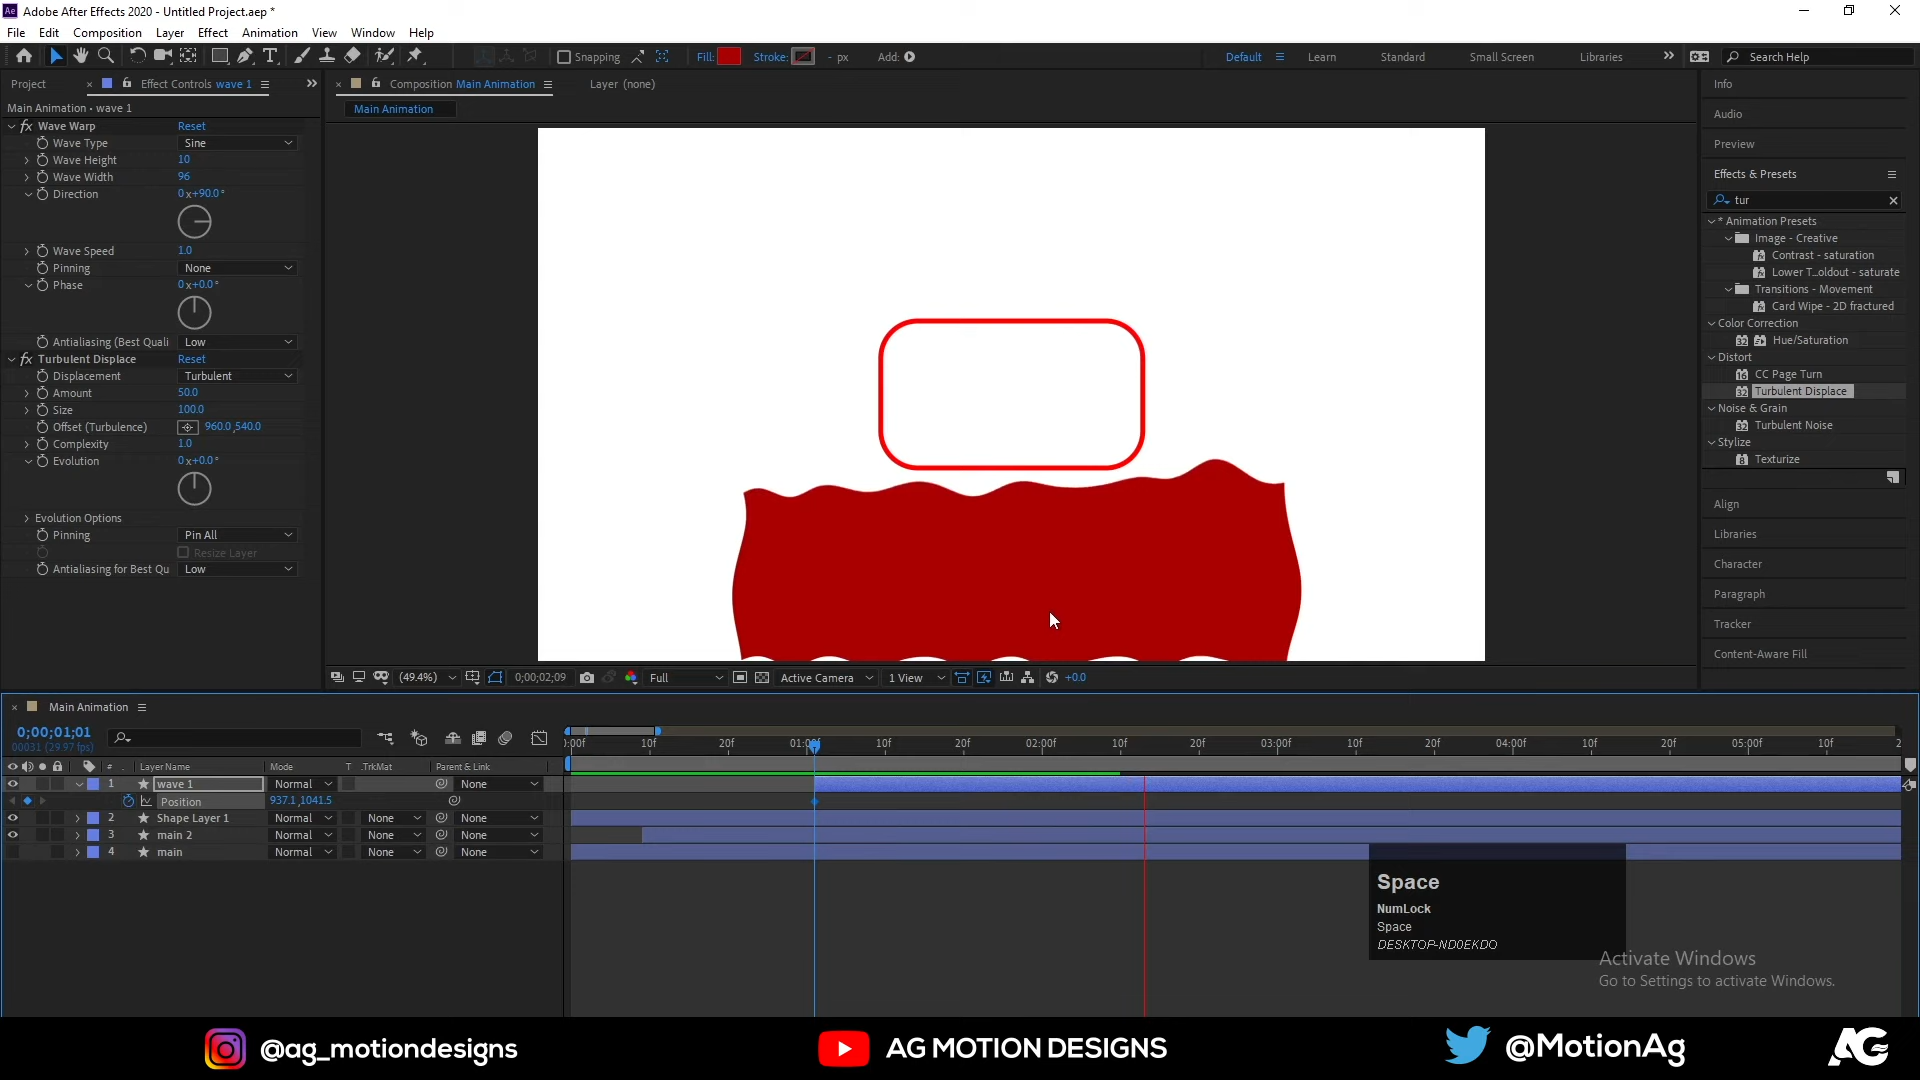 Ae Adobe After Effects 2020 - Untitled Project.aep *
File Edit Composition Layer Effect Animation View Window Help
Snapping Fill: Stroke: - px Add: Default Learn Standard Small Screen Libraries Search Help
Project Effect Controls wave 1 Composition Main Animation Layer (none)
Main Animation • wave 1
Main Animation
fx Wave Warp Reset
Wave Type Sine
Wave Height 10
Wave Width 96
Direction 0x+90.0°
Wave Speed 1.0
Pinning None
Phase 0x+0.0°
Antialiasing (Best Quali Low
fx Turbulent Displace Reset
Displacement Turbulent
Amount 50.0
Size 100.0
Offset (Turbulence) 960.0,540.0
Complexity 1.0
Evolution 0x+0.0°
Evolution Options
Pinning Pin All
Resize Layer
Antialiasing for Best Qu Low
(49.4%) 0;00;02;09 Full Active Camera 1 View +0.0
Info
Audio
Preview
Effects & Presets
tur
* Animation Presets
Image - Creative
Contrast - saturation
Lower T...oldout - saturate
Transitions - Movement
Card Wipe - 2D fractured
Color Correction
Hue/Saturation
Distort
CC Page Turn
Turbulent Displace
Noise & Grain
Turbulent Noise
Stylize
Texturize
Align
Libraries
Character
Paragraph
Tracker
Content-Aware Fill
Main Animation
0;00;01;01
00031 (29.97 fps)
:00f 10f 20f 01:00f 10f 20f 02:00f 10f 20f 03:00f 10f 20f 04:00f 10f 20f 05:00f 10f 2
# Layer Name Mode T .TrkMat Parent & Link
1 wave 1 Normal None
Position 937.1,1041.5
2 Shape Layer 1 Normal None None
3 main 2 Normal None None
4 main Normal None None
Space
NumLock
Space
DESKTOP-ND0EKDO
Activate Windows
Go to Settings to activate Windows.
@ag_motiondesigns AG MOTION DESIGNS @MotionAg AG